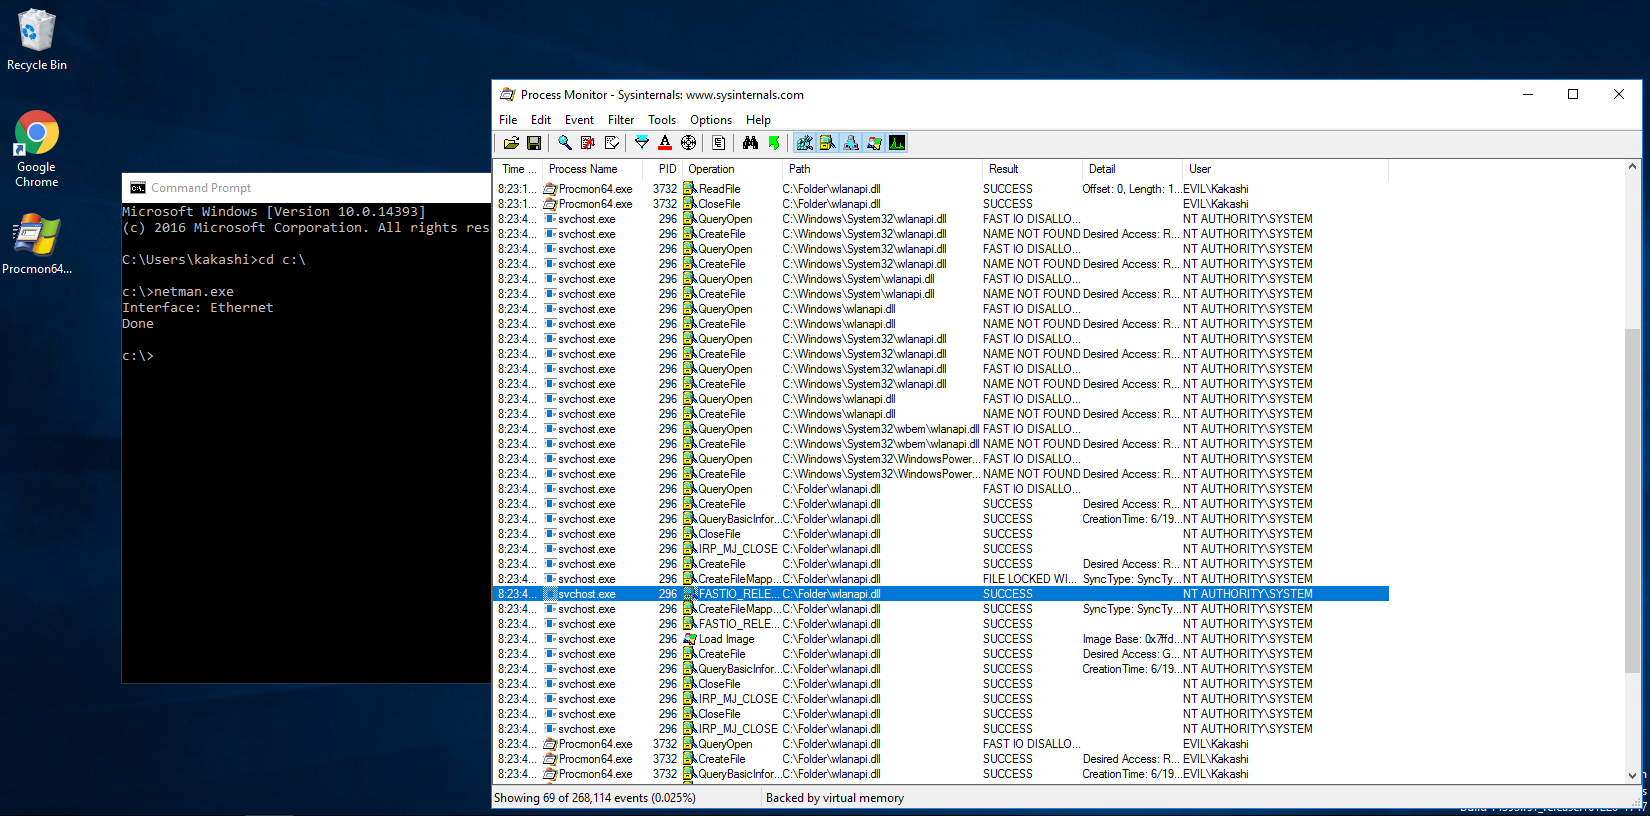 Recycle Bin
Google
Chrome
Procmon64...
Command Prompt
Microsoft Windows [Version 10.0.14393]
(c) 2016 Microsoft Corporation. All rights res
C:\Users\kakashi>cd c:\
c:\>netman.exe
Interface: Ethernet
Done
c:\>
Process Monitor - Sysinternals: www.sysinternals.com
File Edit Event Filter Tools Options Help
Time ... Process Name PID Operation Path Result Detail User
8:23:1... Procmon64.exe 3732 ReadFile C:\Folder\wlanapi.dll SUCCESS Offset: 0, Length: 1... EVIL\Kakashi
8:23:1... Procmon64.exe 3732 CloseFile C:\Folder\wlanapi.dll SUCCESS EVIL\Kakashi
8:23:4... svchost.exe 296 QueryOpen C:\Windows\System32\wlanapi.dll FAST IO DISALLO... NT AUTHORITY\SYSTEM
8:23:4... svchost.exe 296 CreateFile C:\Windows\System32\wlanapi.dll NAME NOT FOUND Desired Access: R... NT AUTHORITY\SYSTEM
8:23:4... svchost.exe 296 QueryOpen C:\Windows\System32\wlanapi.dll FAST IO DISALLO... NT AUTHORITY\SYSTEM
8:23:4... svchost.exe 296 CreateFile C:\Windows\System32\wlanapi.dll NAME NOT FOUND Desired Access: R... NT AUTHORITY\SYSTEM
8:23:4... svchost.exe 296 QueryOpen C:\Windows\System\wlanapi.dll FAST IO DISALLO... NT AUTHORITY\SYSTEM
8:23:4... svchost.exe 296 CreateFile C:\Windows\System\wlanapi.dll NAME NOT FOUND Desired Access: R... NT AUTHORITY\SYSTEM
8:23:4... svchost.exe 296 QueryOpen C:\Windows\wlanapi.dll FAST IO DISALLO... NT AUTHORITY\SYSTEM
8:23:4... svchost.exe 296 CreateFile C:\Windows\wlanapi.dll NAME NOT FOUND Desired Access: R... NT AUTHORITY\SYSTEM
8:23:4... svchost.exe 296 QueryOpen C:\Windows\System32\wlanapi.dll FAST IO DISALLO... NT AUTHORITY\SYSTEM
8:23:4... svchost.exe 296 CreateFile C:\Windows\System32\wlanapi.dll NAME NOT FOUND Desired Access: R... NT AUTHORITY\SYSTEM
8:23:4... svchost.exe 296 QueryOpen C:\Windows\System32\wlanapi.dll FAST IO DISALLO... NT AUTHORITY\SYSTEM
8:23:4... svchost.exe 296 CreateFile C:\Windows\System32\wlanapi.dll NAME NOT FOUND Desired Access: R... NT AUTHORITY\SYSTEM
8:23:4... svchost.exe 296 QueryOpen C:\Windows\wlanapi.dll FAST IO DISALLO... NT AUTHORITY\SYSTEM
8:23:4... svchost.exe 296 CreateFile C:\Windows\wlanapi.dll NAME NOT FOUND Desired Access: R... NT AUTHORITY\SYSTEM
8:23:4... svchost.exe 296 QueryOpen C:\Windows\System32\wbem\wlanapi.dll FAST IO DISALLO... NT AUTHORITY\SYSTEM
8:23:4... svchost.exe 296 CreateFile C:\Windows\System32\wbem\wlanapi.dll NAME NOT FOUND Desired Access: R... NT AUTHORITY\SYSTEM
8:23:4... svchost.exe 296 QueryOpen C:\Windows\System32\WindowsPower... FAST IO DISALLO... NT AUTHORITY\SYSTEM
8:23:4... svchost.exe 296 CreateFile C:\Windows\System32\WindowsPower... NAME NOT FOUND Desired Access: R... NT AUTHORITY\SYSTEM
8:23:4... svchost.exe 296 QueryOpen C:\Folder\wlanapi.dll FAST IO DISALLO... NT AUTHORITY\SYSTEM
8:23:4... svchost.exe 296 CreateFile C:\Folder\wlanapi.dll SUCCESS Desired Access: R... NT AUTHORITY\SYSTEM
8:23:4... svchost.exe 296 QueryBasicInfor... C:\Folder\wlanapi.dll SUCCESS CreationTime: 6/19... NT AUTHORITY\SYSTEM
8:23:4... svchost.exe 296 CloseFile C:\Folder\wlanapi.dll SUCCESS NT AUTHORITY\SYSTEM
8:23:4... svchost.exe 296 IRP_MJ_CLOSE C:\Folder\wlanapi.dll SUCCESS NT AUTHORITY\SYSTEM
8:23:4... svchost.exe 296 CreateFile C:\Folder\wlanapi.dll SUCCESS Desired Access: R... NT AUTHORITY\SYSTEM
8:23:4... svchost.exe 296 CreateFileMapp... C:\Folder\wlanapi.dll FILE LOCKED WI... SyncType: SyncTy... NT AUTHORITY\SYSTEM
8:23:4... svchost.exe 296 FASTIO_RELE... C:\Folder\wlanapi.dll SUCCESS NT AUTHORITY\SYSTEM
8:23:4... svchost.exe 296 CreateFileMapp... C:\Folder\wlanapi.dll SUCCESS SyncType: SyncTy... NT AUTHORITY\SYSTEM
8:23:4... svchost.exe 296 FASTIO_RELE... C:\Folder\wlanapi.dll SUCCESS NT AUTHORITY\SYSTEM
8:23:4... svchost.exe 296 Load Image C:\Folder\wlanapi.dll SUCCESS Image Base: 0x7ffd... NT AUTHORITY\SYSTEM
8:23:4... svchost.exe 296 CreateFile C:\Folder\wlanapi.dll SUCCESS Desired Access: G... NT AUTHORITY\SYSTEM
8:23:4... svchost.exe 296 QueryBasicInfor... C:\Folder\wlanapi.dll SUCCESS CreationTime: 6/19... NT AUTHORITY\SYSTEM
8:23:4... svchost.exe 296 CloseFile C:\Folder\wlanapi.dll SUCCESS NT AUTHORITY\SYSTEM
8:23:4... svchost.exe 296 IRP_MJ_CLOSE C:\Folder\wlanapi.dll SUCCESS NT AUTHORITY\SYSTEM
8:23:4... svchost.exe 296 CloseFile C:\Folder\wlanapi.dll SUCCESS NT AUTHORITY\SYSTEM
8:23:4... svchost.exe 296 IRP_MJ_CLOSE C:\Folder\wlanapi.dll SUCCESS NT AUTHORITY\SYSTEM
8:23:4... Procmon64.exe 3732 QueryOpen C:\Folder\wlanapi.dll FAST IO DISALLO... EVIL\Kakashi
8:23:4... Procmon64.exe 3732 CreateFile C:\Folder\wlanapi.dll SUCCESS Desired Access: R... EVIL\Kakashi
8:23:4... Procmon64.exe 3732 QueryBasicInfor... C:\Folder\wlanapi.dll SUCCESS CreationTime: 6/19... EVIL\Kakashi
Showing 69 of 268,114 events (0.025%) Backed by virtual memory